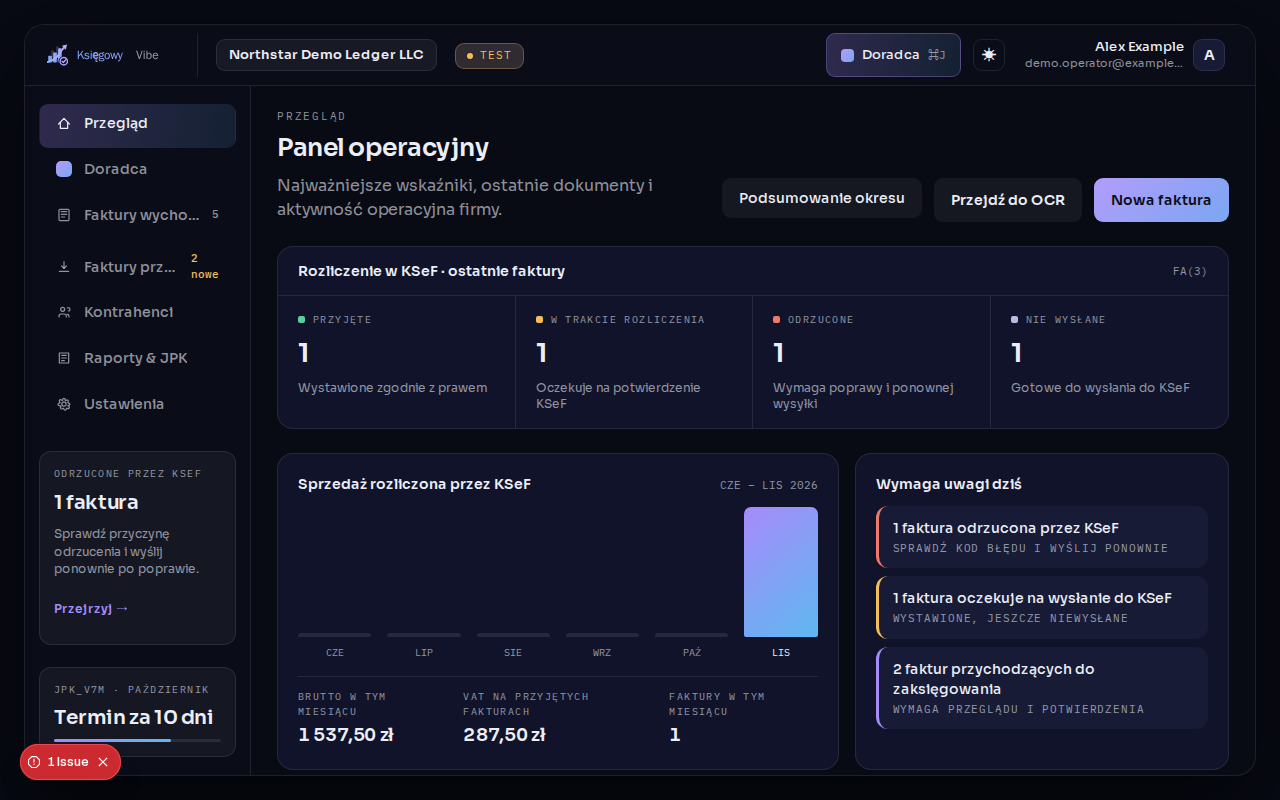 Księgowy Vibe
Northstar Demo Ledger LLC
TEST
Doradca ⌘J
Alex Example
demo.operator@example…
A
Przegląd
Doradca
Faktury wycho… 5
Faktury prz… 2 nowe
Kontrahenci
Raporty & JPK
Ustawienia
ODRZUCONE PRZEZ KSEF
1 faktura
Sprawdź przyczynę
odrzucenia i wyślij
ponownie po poprawie.
Przejrzyj →
JPK_V7M · PAŹDZIERNIK
Termin za 10 dni
1 Issue
PRZEGLĄD
Panel operacyjny
Najważniejsze wskaźniki, ostatnie dokumenty i
aktywność operacyjna firmy.
Podsumowanie okresu
Przejdź do OCR
Nowa faktura
Rozliczenie w KSeF · ostatnie faktury
FA(3)
PRZYJĘTE
1
Wystawione zgodnie z prawem
W TRAKCIE ROZLICZENIA
1
Oczekuje na potwierdzenie
KSeF
ODRZUCONE
1
Wymaga poprawy i ponownej
wysyłki
NIE WYSŁANE
1
Gotowe do wysłania do KSeF
Sprzedaż rozliczona przez KSeF
CZE – LIS 2026
CZE LIP SIE WRZ PAŹ LIS
BRUTTO W TYM
MIESIĄCU
1 537,50 zł
VAT NA PRZYJĘTYCH
FAKTURACH
287,50 zł
FAKTURY W TYM
MIESIĄCU
1
Wymaga uwagi dziś
1 faktura odrzucona przez KSeF
SPRAWDŹ KOD BŁĘDU I WYŚLIJ PONOWNIE
1 faktura oczekuje na wysłanie do KSeF
WYSTAWIONE, JESZCZE NIEWYSŁANE
2 faktur przychodzących do
zaksięgowania
WYMAGA PRZEGLĄDU I POTWIERDZENIA